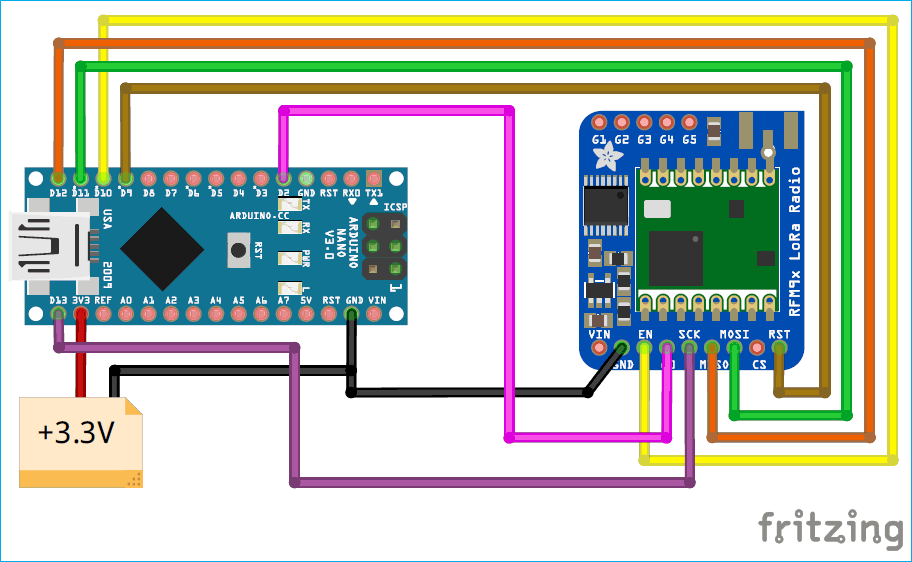 G1 G2 G3 G4 G5
D12 D11 D10 D9 D8 D7 D6 D5 D4 D3 D2 GND RST RX0 TX1
ARDUINO.CC
TX
RX
PWR
L
RST
ARDUINO
NANO
V3.0
ICSP
1
USA
2009
RFM9x LoRa Radio
D13 3V3 REF A0 A1 A2 A3 A4 A5 A6 A7 5V RST GND VIN
VIN EN SCK MOSI RST
GND CS
+3.3V
fritzing